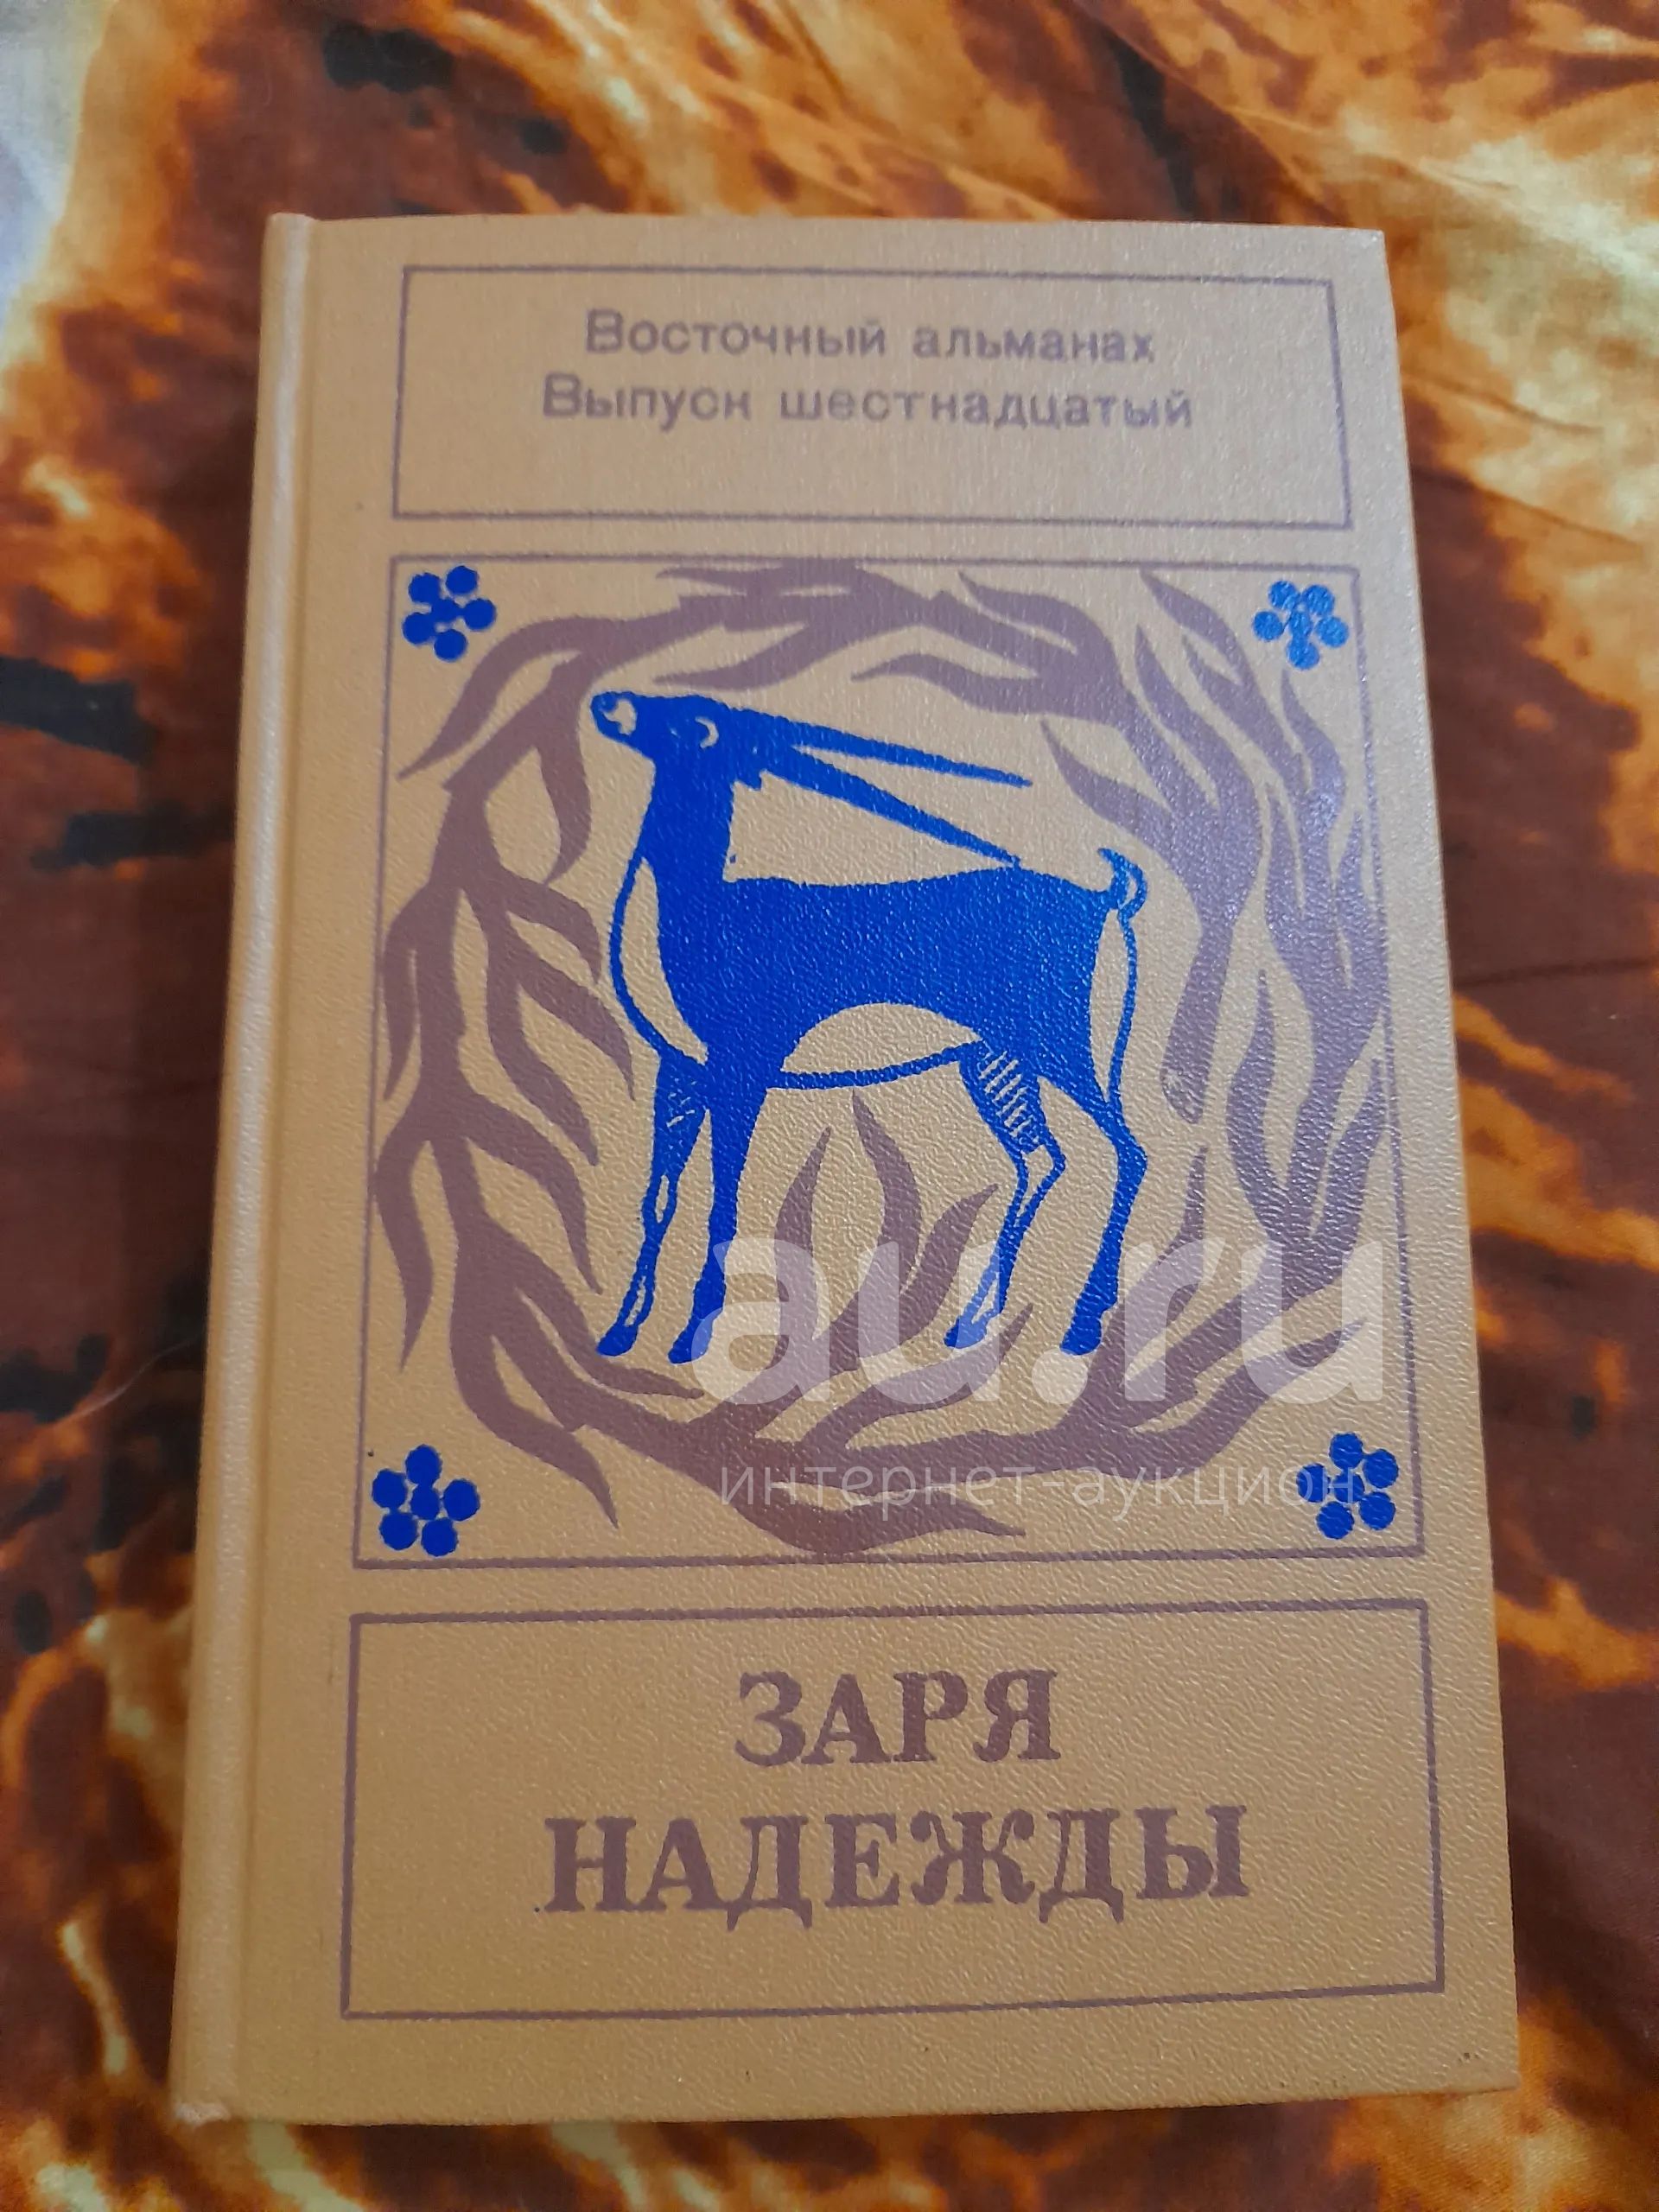 Восточный альманах
Выпуск шестнадцатый
au.ru
интернет-аукцион
ЗАРЯ
НАДЕЖДЫ